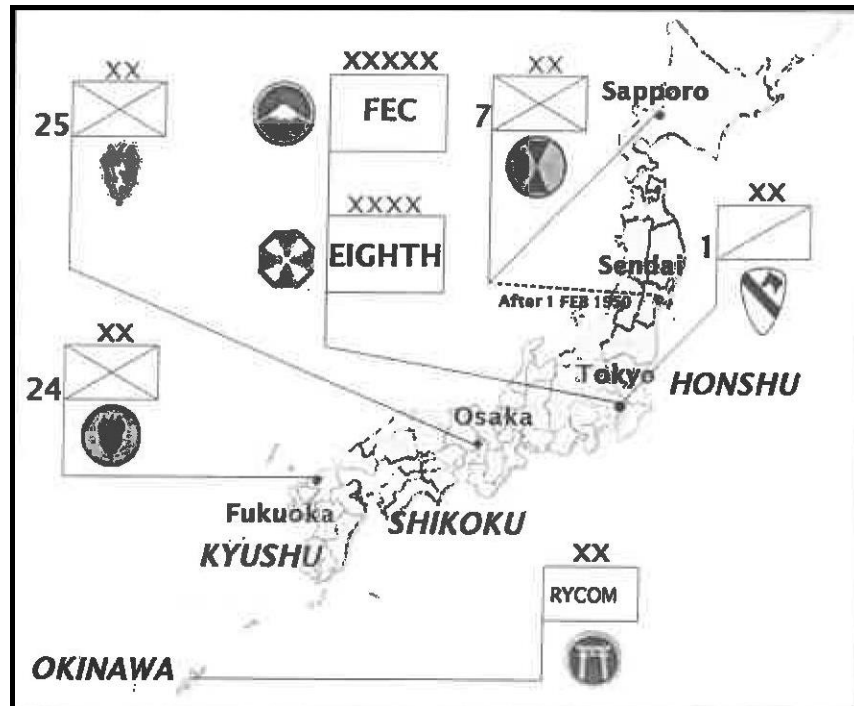 XX
25
XXXXX
FEC
XX
7
Sapporo
XXXX
EIGHTH
XX
1
Sendai
After 1 FEB 1950
XX
24
Tokyo
HONSHU
Osaka
Fukuoka
SHIKOKU
KYUSHU
XX
RYCOM
OKINAWA